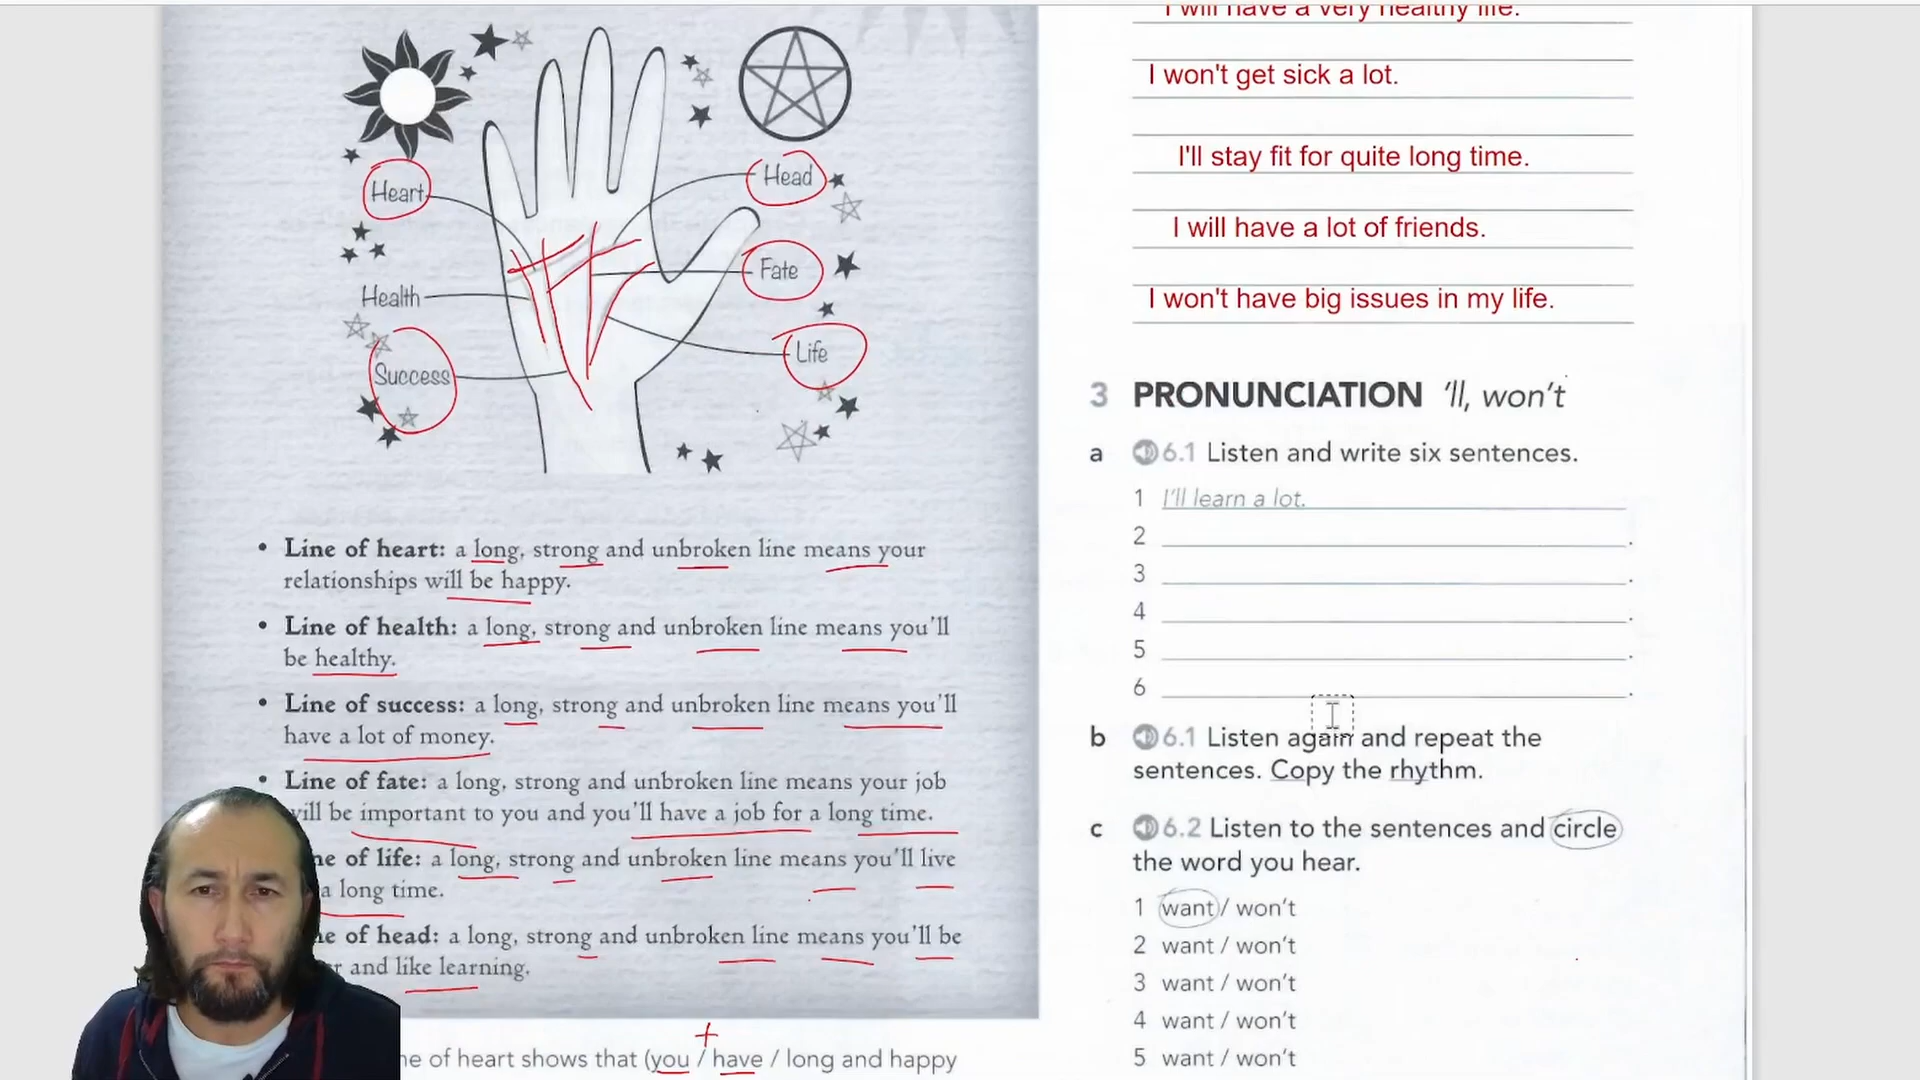 Heart
Head
Fate
Health
Life
Success
• Line of heart: a long, strong and unbroken line means your
relationships will be happy.
• Line of health: a long, strong and unbroken line means you'll
be healthy.
• Line of success: a long, strong and unbroken line means you'll
have a lot of money.
• Line of fate: a long, strong and unbroken line means your job
will be important to you and you'll have a job for a long time.
of life: a long, strong and unbroken line means you'll live
a long time.
of head: a long, strong and unbroken line means you'll be
and like learning.
+
of heart shows that (you / have / long and happy
I will have a very healthy life.
I won't get sick a lot.
I'll stay fit for quite long time.
I will have a lot of friends.
I won't have big issues in my life.
3 PRONUNCIATION 'll, won't
a 6.1 Listen and write six sentences.
1 I'll learn a lot.
2 .
3 .
4 .
5 .
6 .
b 6.1 Listen again and repeat the
sentences. Copy the rhythm.
c 6.2 Listen to the sentences and circle
the word you hear.
1 want / won't
2 want / won't
3 want / won't
4 want / won't
5 want / won't